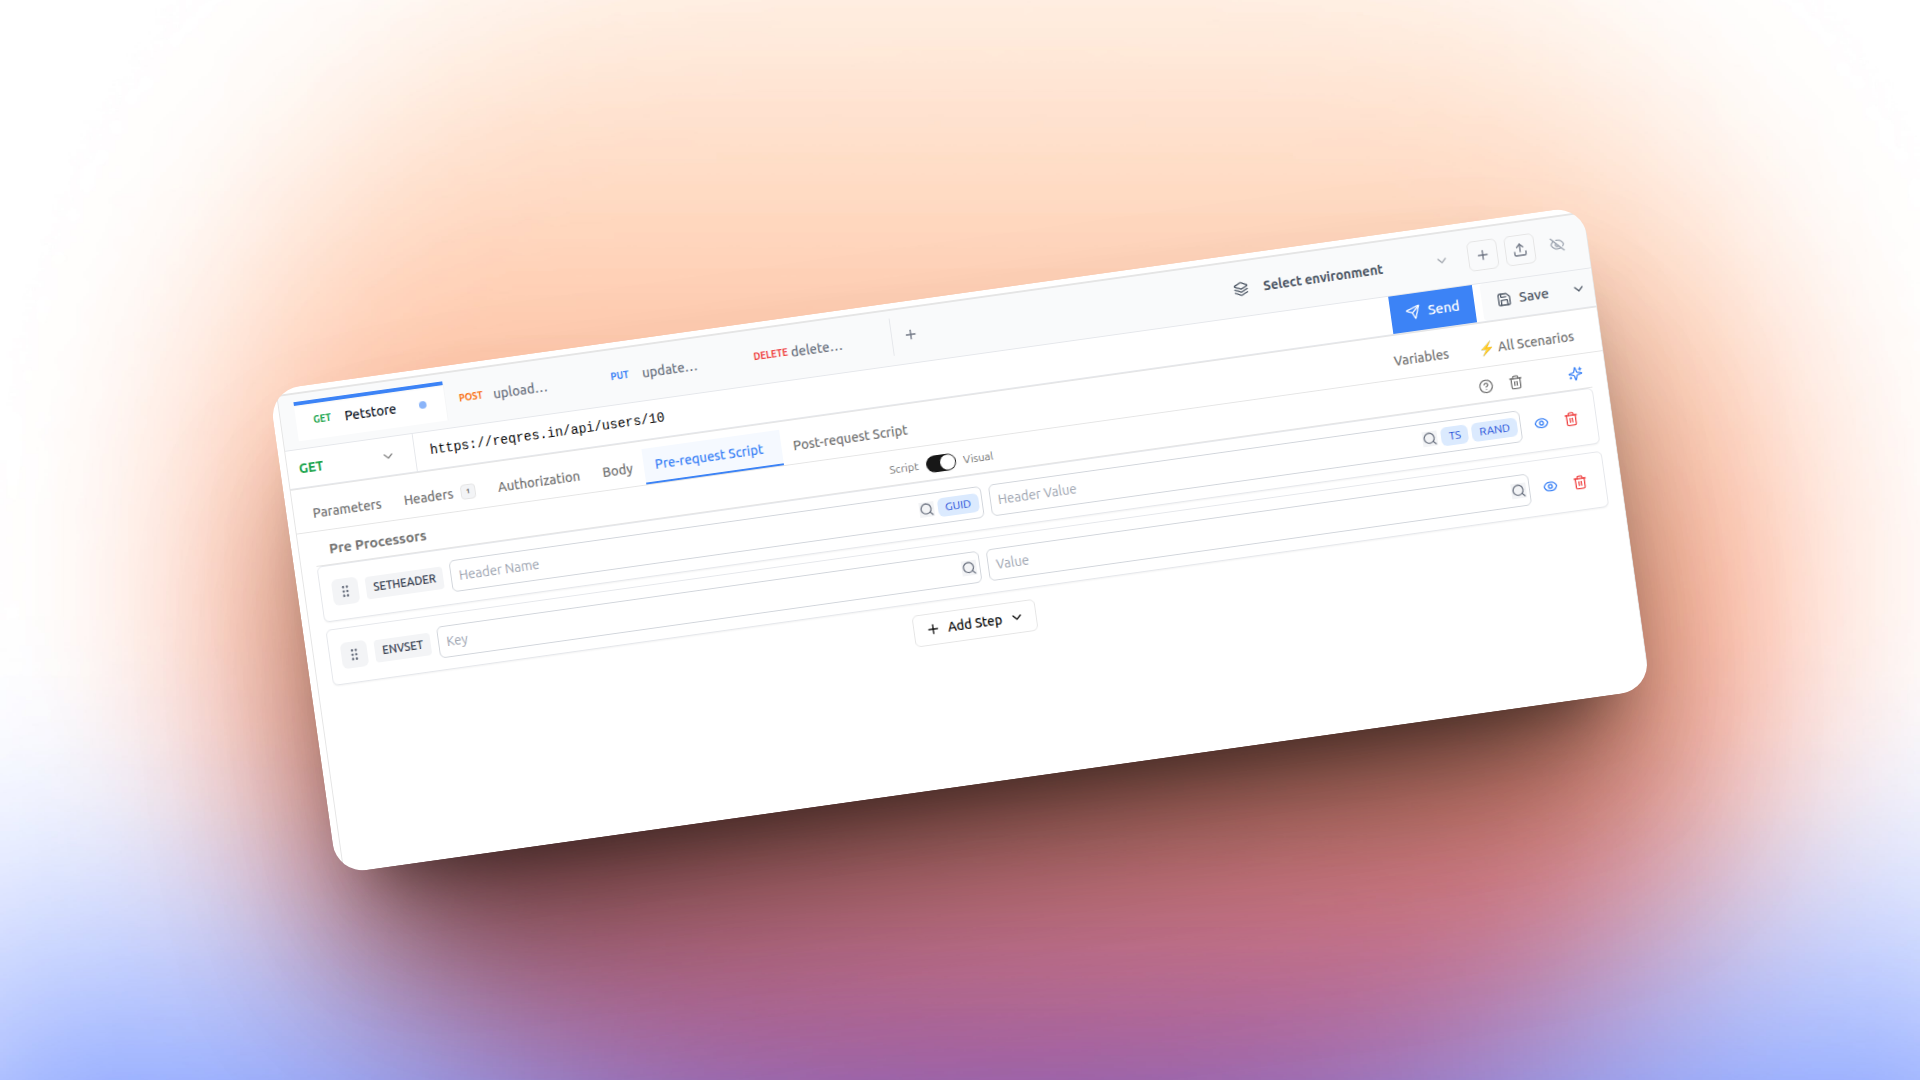 GET Petstore POST upload... PUT update... DELETE delete... Select environment
GET https://reqres.in/api/users/10 Send Save
Parameters Headers 1 Authorization Body Pre-request Script Post-request Script Variables ⚡ All Scenarios
Pre Processors Script Visual
SETHEADER Header Name GUID Header Value TS RAND
ENVSET Key Value
Add Step